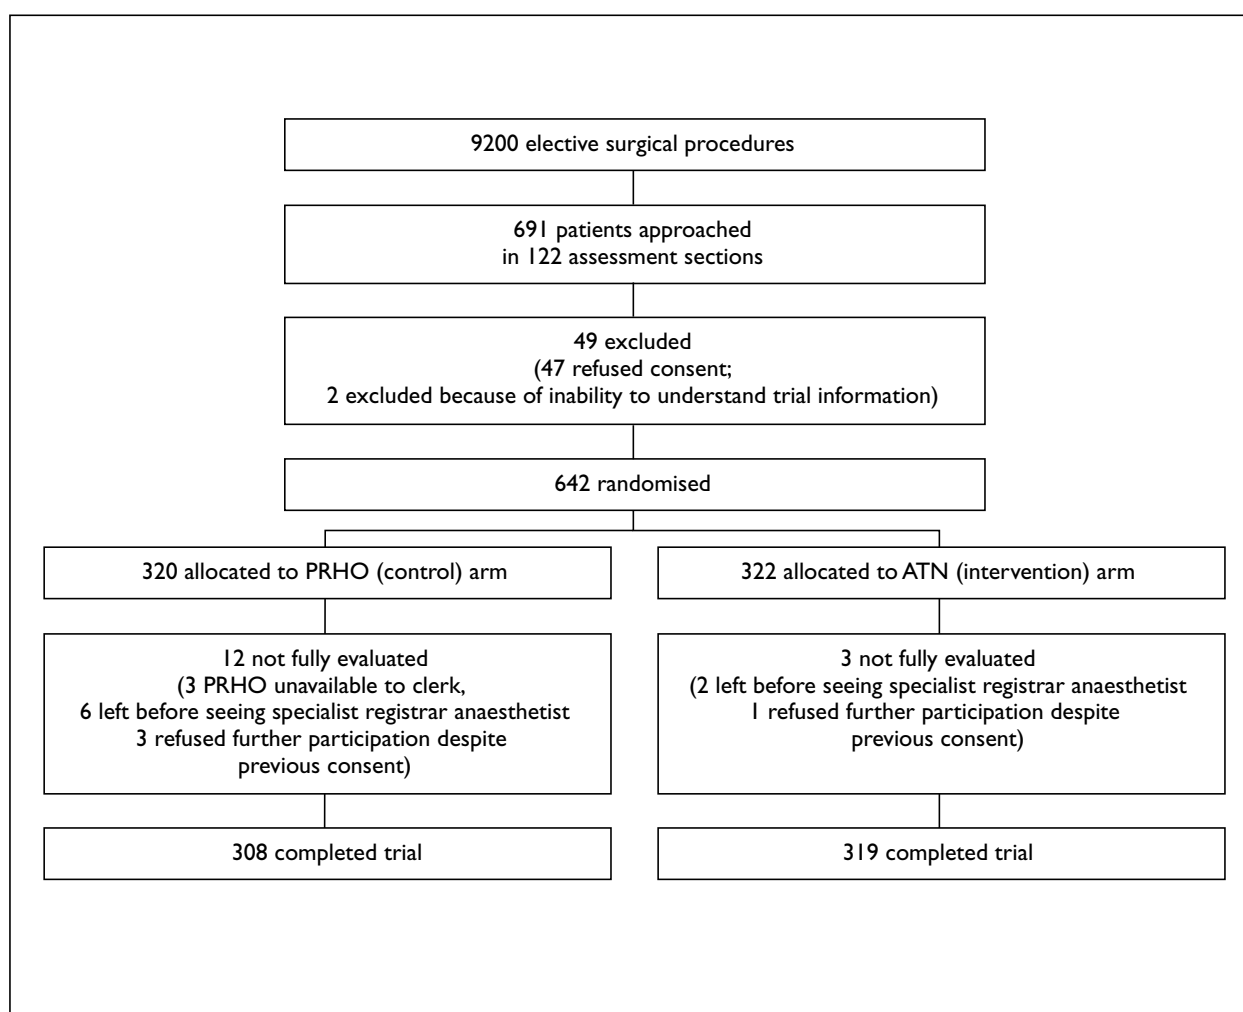 9200 elective surgical procedures
691 patients approached
in 122 assessment sections
49 excluded
(47 refused consent;
2 excluded because of inability to understand trial information)
642 randomised
320 allocated to PRHO (control) arm
322 allocated to ATN (intervention) arm
12 not fully evaluated
(3 PRHO unavailable to clerk,
6 left before seeing specialist registrar anaesthetist
3 refused further participation despite
previous consent)
3 not fully evaluated
(2 left before seeing specialist registrar anaesthetist
1 refused further participation despite
previous consent)
308 completed trial
319 completed trial